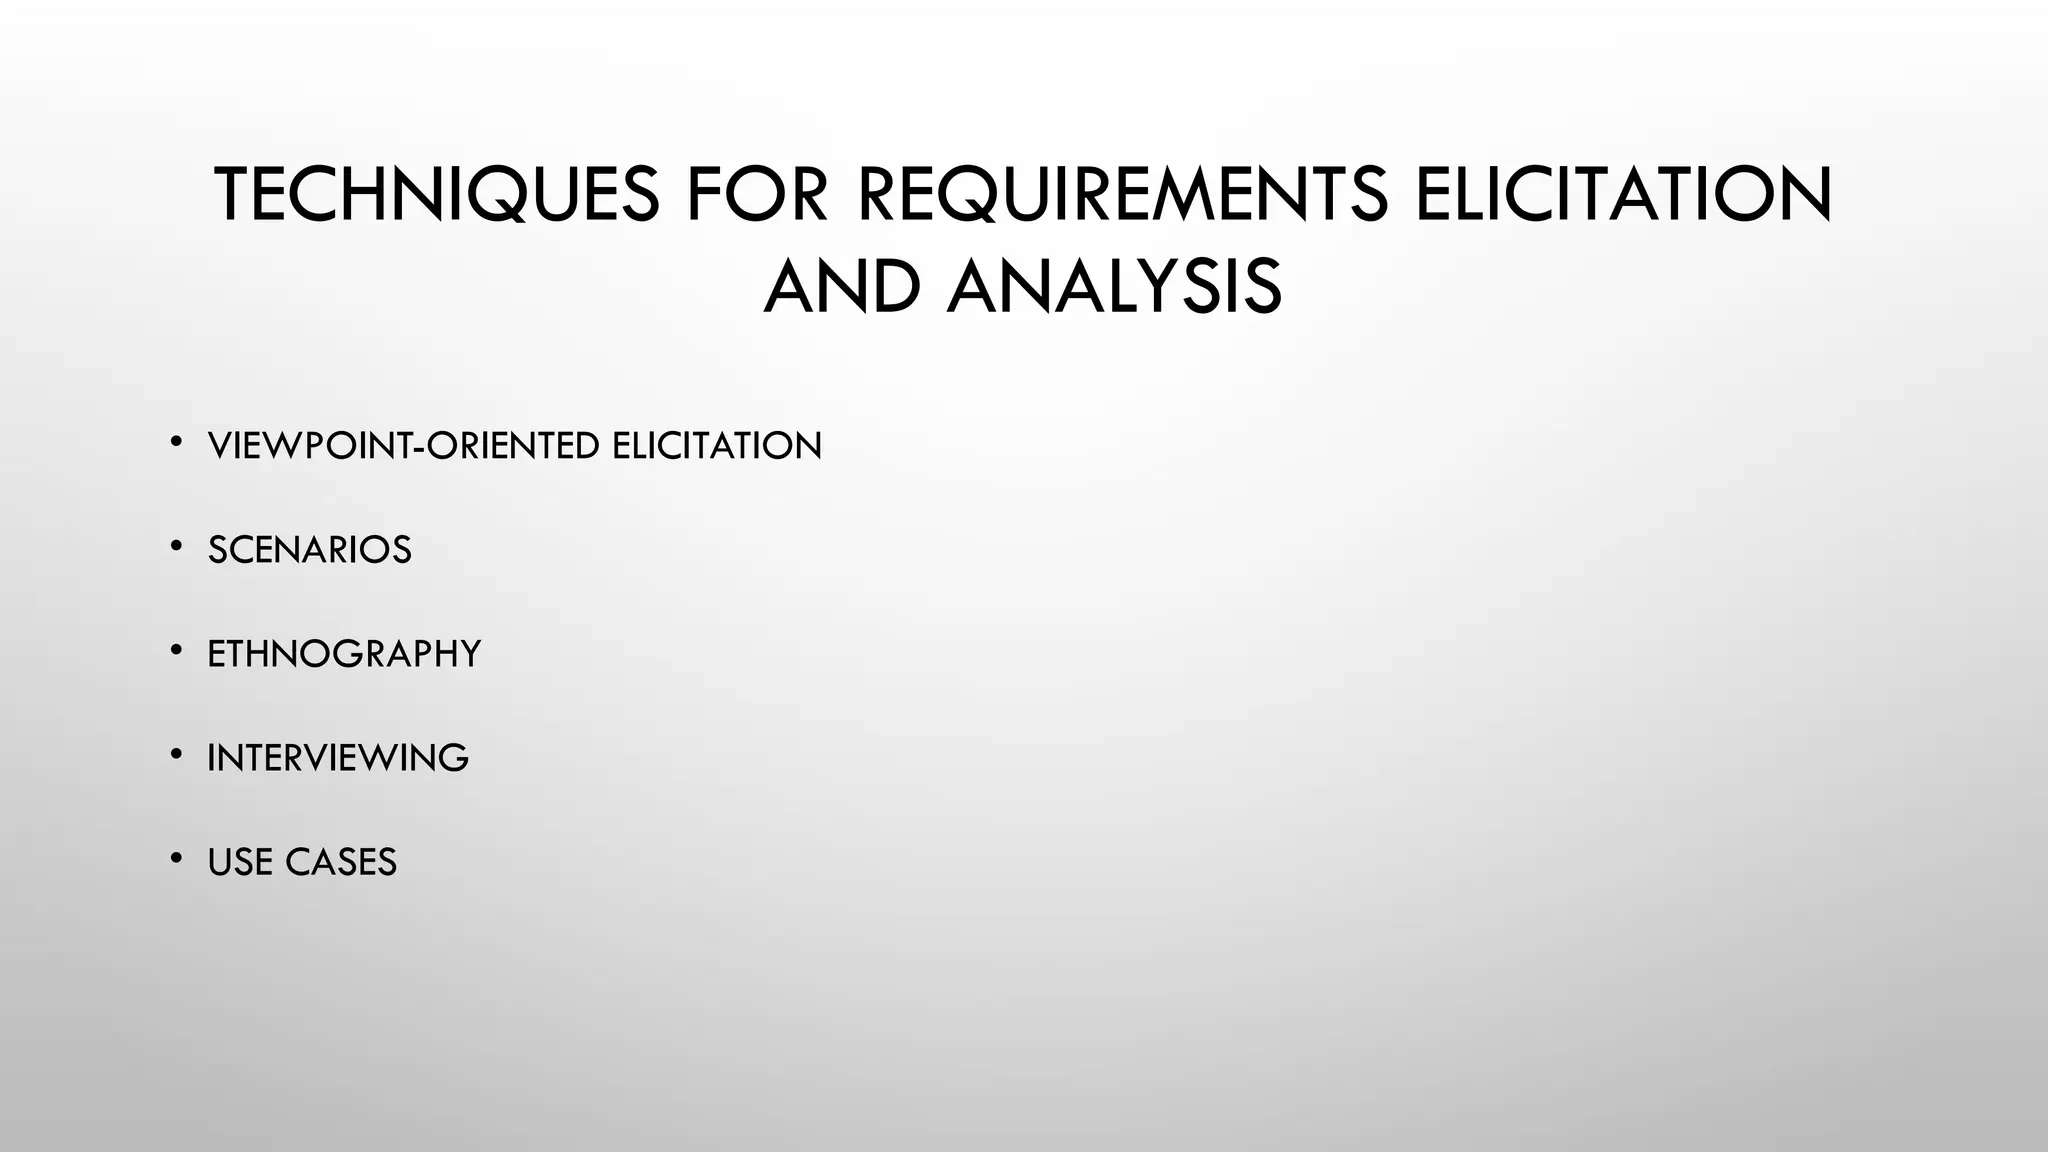 TECHNIQUES FOR REQUIREMENTS ELICITATION
AND ANALYSIS
• VIEWPOINT-ORIENTED ELICITATION
• SCENARIOS
• ETHNOGRAPHY
• INTERVIEWING
• USE CASES